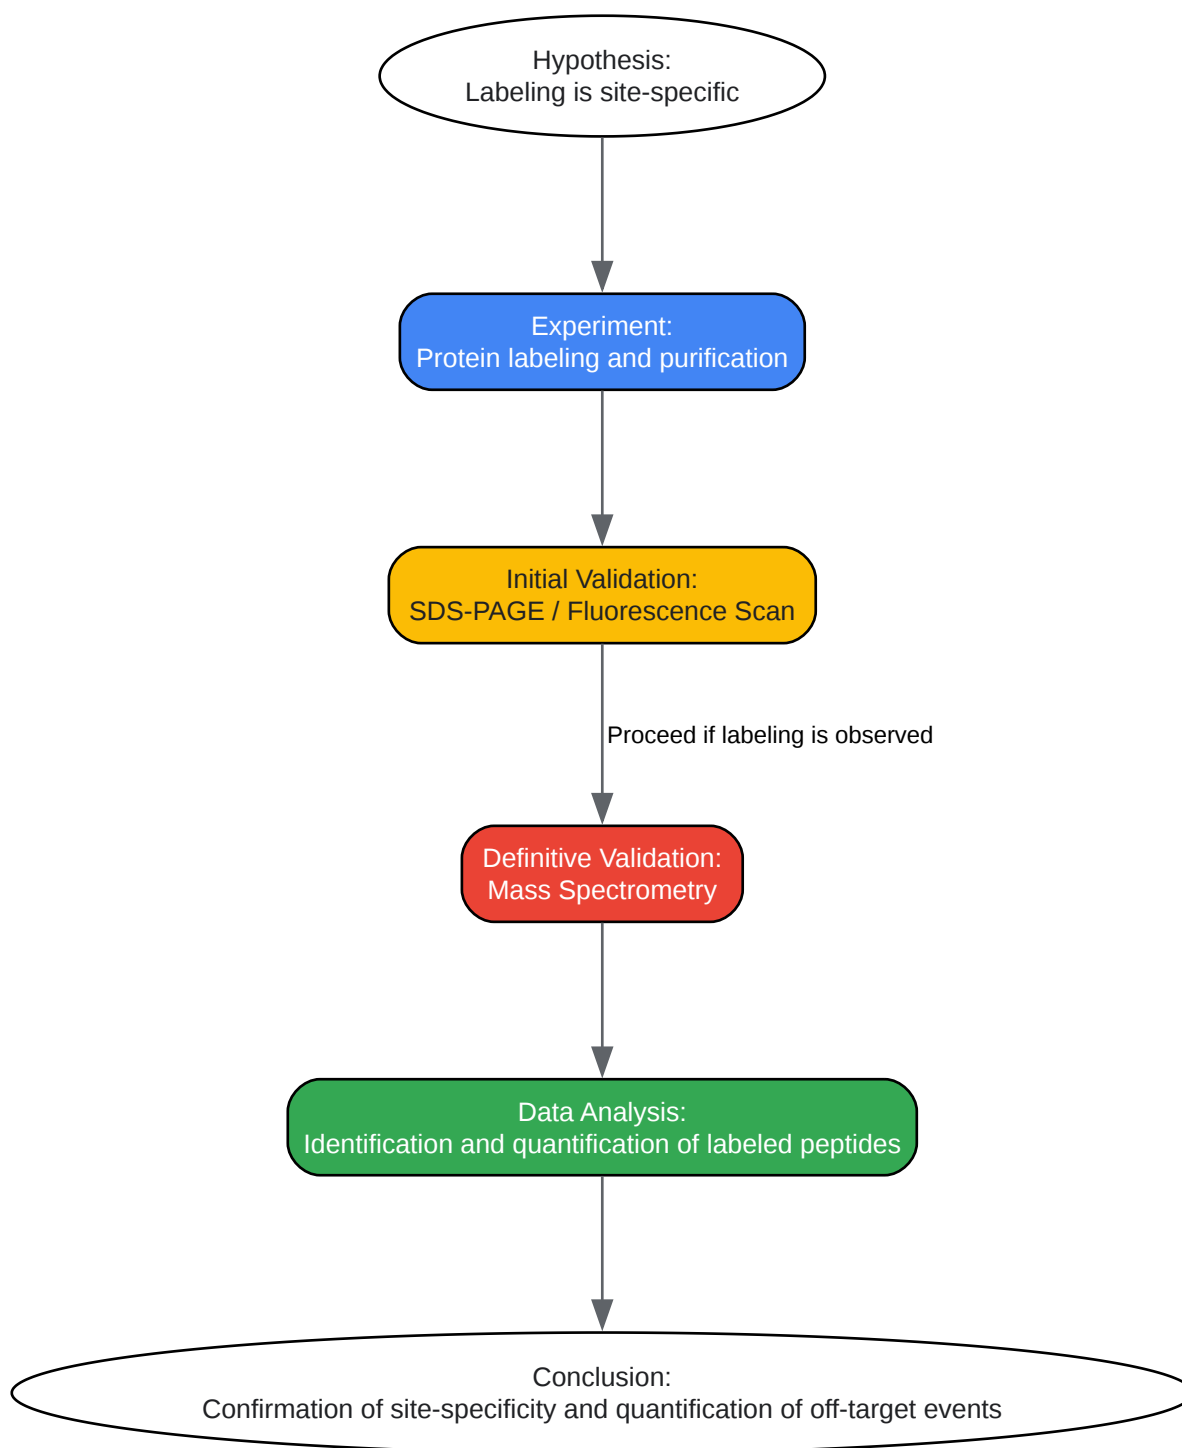 Hypothesis:
Labeling is site-specific
Experiment:
Protein labeling and purification
Initial Validation:
SDS-PAGE / Fluorescence Scan
Proceed if labeling is observed
Definitive Validation:
Mass Spectrometry
Data Analysis:
Identification and quantification of labeled peptides
Conclusion:
Confirmation of site-specificity and quantification of off-target events